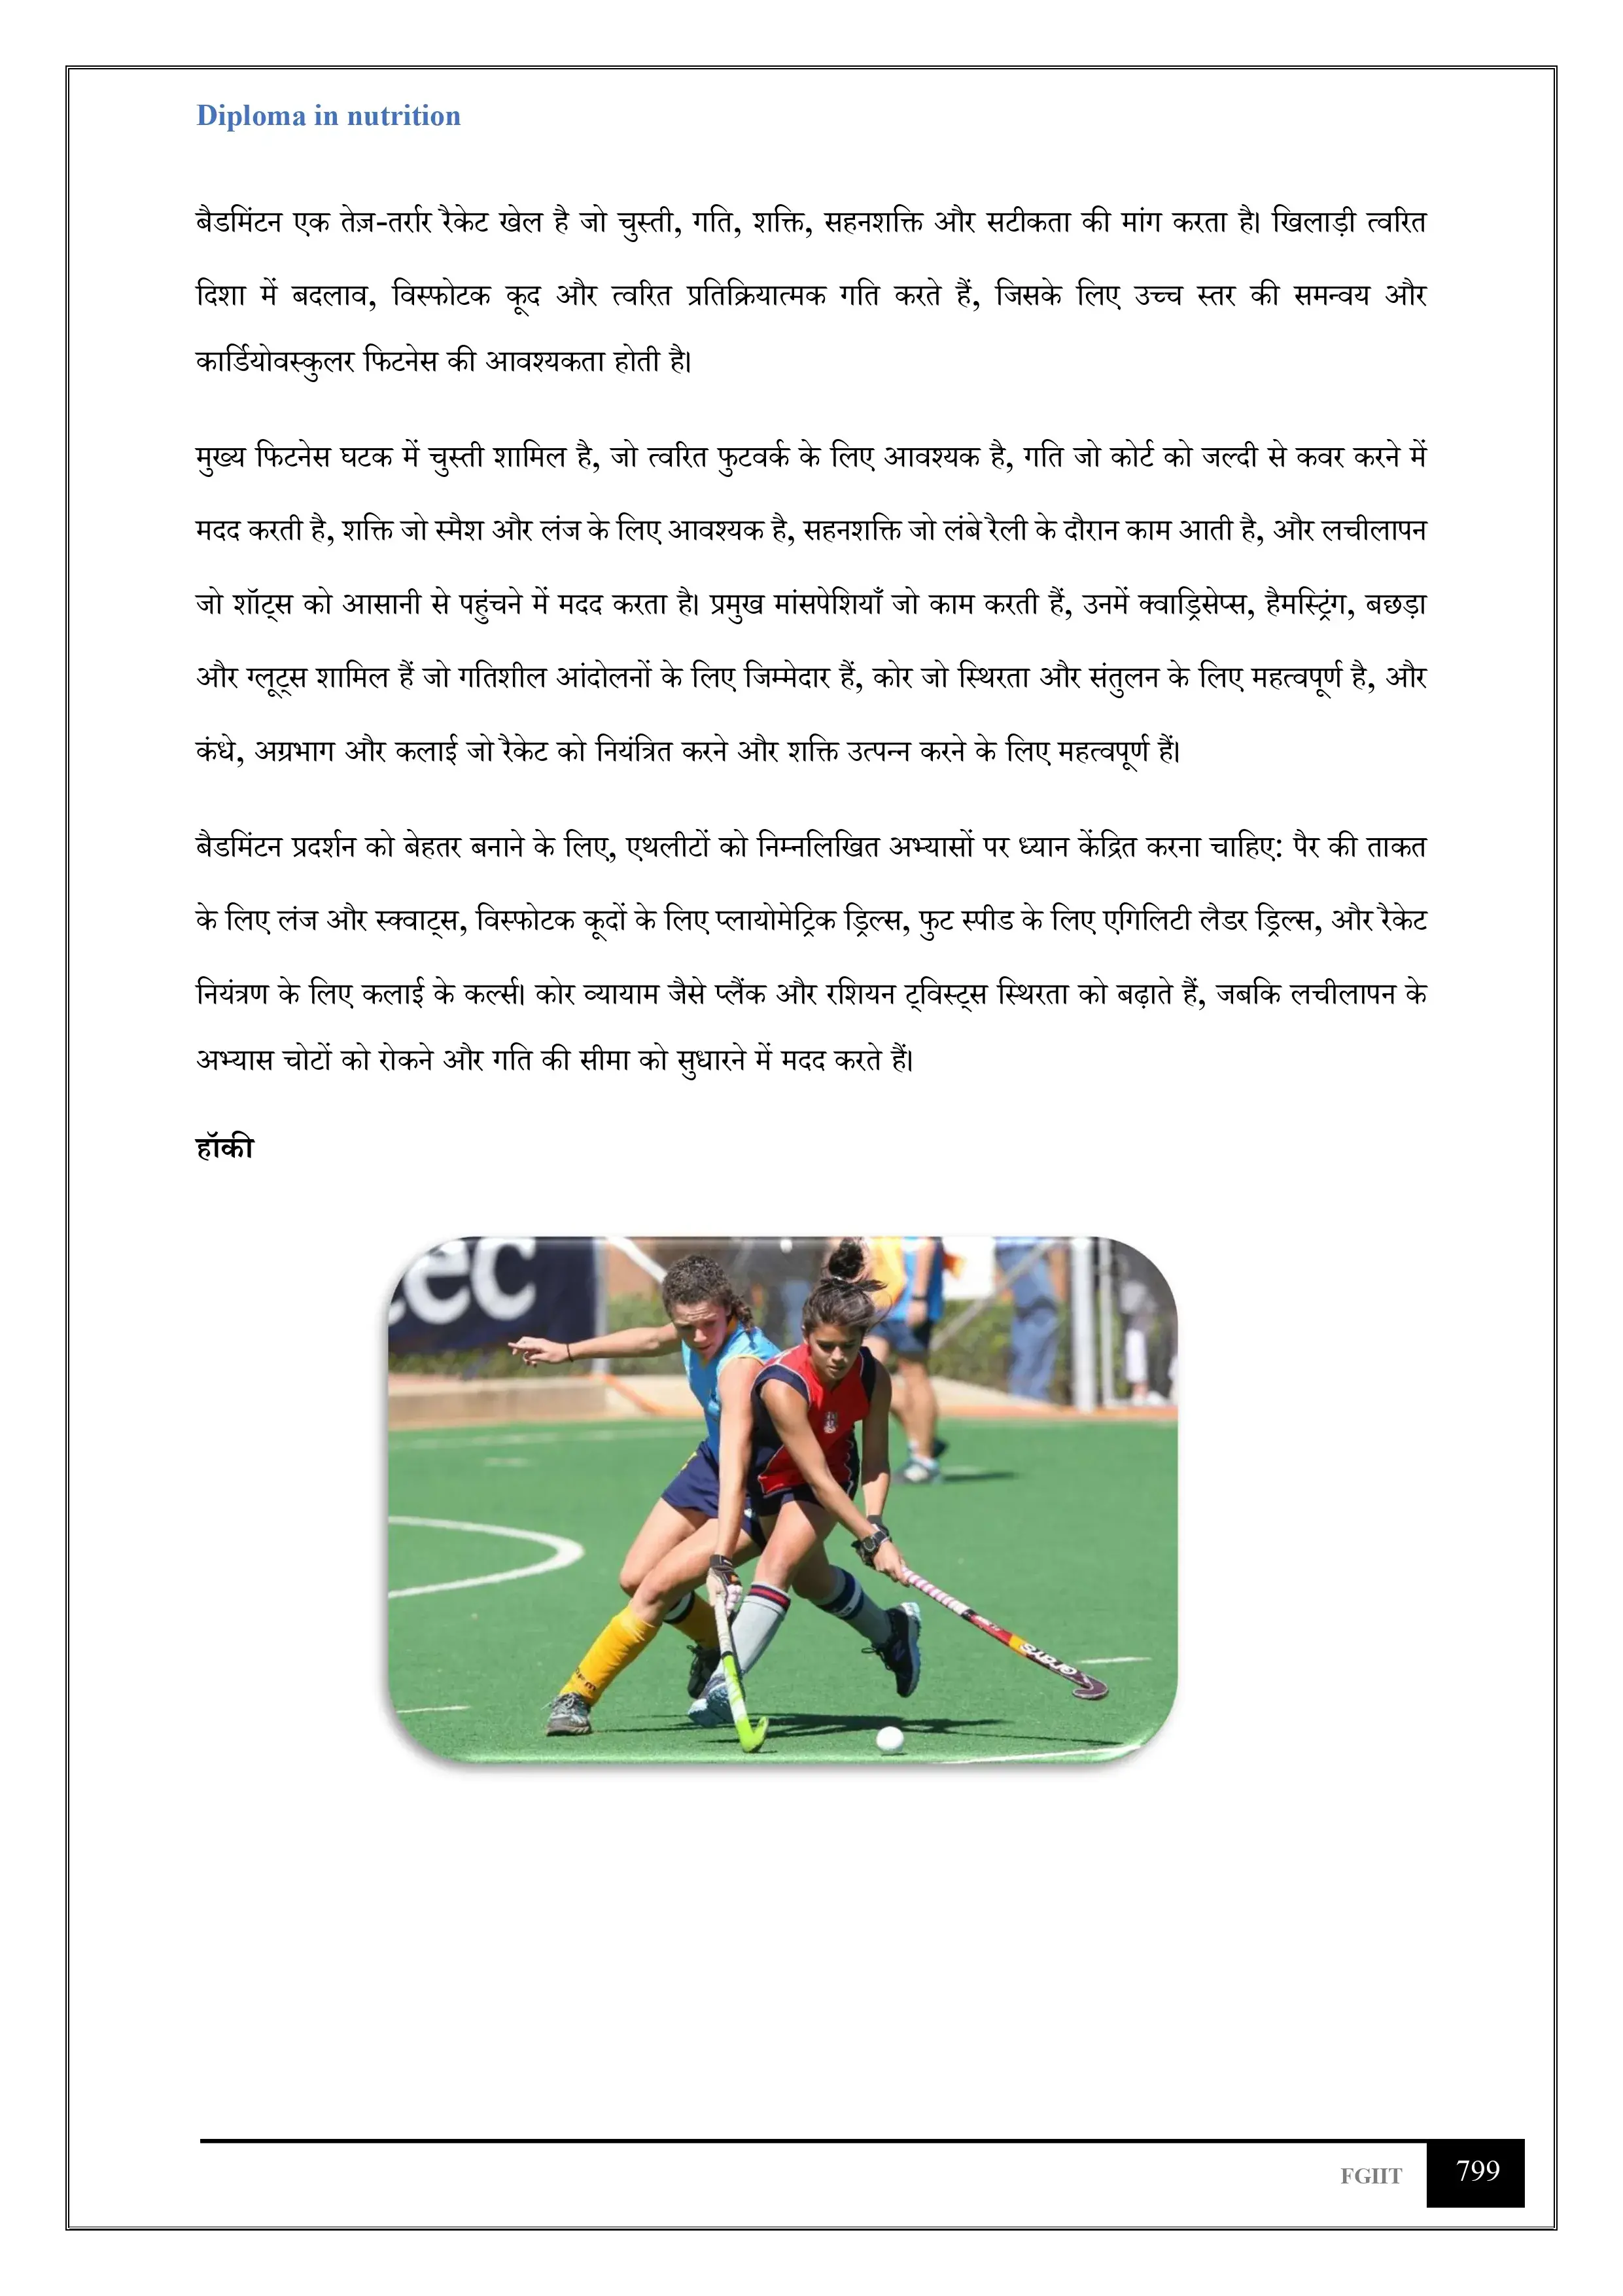 Diploma in nutrition
बैडमिंटन एक तेज़-तर्रार रैकेट खेल है जो चुस्ती, गति, शक्ति, सहनशक्ति और सटीकता की मांग करता है। खिलाड़ी त्वरित
दिशा में बदलाव, विस्फोटक कूद और त्वरित प्रतिक्रियात्मक गति करते हैं, जिसके लिए उच्च स्तर की समन्वय और
कार्डियोवस्कुलर फिटनेस की आवश्यकता होती है।
मुख्य फिटनेस घटक में चुस्ती शामिल है, जो त्वरित फुटवर्क के लिए आवश्यक है, गति जो कोर्ट को जल्दी से कवर करने में
मदद करती है, शक्ति जो स्मैश और लंज के लिए आवश्यक है, सहनशक्ति जो लंबे रैली के दौरान काम आती है, और लचीलापन
जो शॉट्स को आसानी से पहुंचने में मदद करता है। प्रमुख मांसपेशियाँ जो काम करती हैं, उनमें क्वाड्रिसेप्स, हैमस्ट्रिंग, बछड़ा
और ग्लूट्स शामिल हैं जो गतिशील आंदोलनों के लिए जिम्मेदार हैं, कोर जो स्थिरता और संतुलन के लिए महत्वपूर्ण है, और
कंधे, अग्रभाग और कलाई जो रैकेट को नियंत्रित करने और शक्ति उत्पन्न करने के लिए महत्वपूर्ण हैं।
बैडमिंटन प्रदर्शन को बेहतर बनाने के लिए, एथलीटों को निम्नलिखित अभ्यासों पर ध्यान केंद्रित करना चाहिए: पैर की ताकत
के लिए लंज और स्क्वाट्स, विस्फोटक कूदों के लिए प्लायोमेट्रिक ड्रिल्स, फुट स्पीड के लिए एगिलिटी लैडर ड्रिल्स, और रैकेट
नियंत्रण के लिए कलाई के कर्ल्स। कोर व्यायाम जैसे प्लैंक और रशियन ट्विस्ट्स स्थिरता को बढ़ाते हैं, जबकि लचीलापन के
अभ्यास चोटों को रोकने और गति की सीमा को सुधारने में मदद करते हैं।
हॉकी
ec
grays
FGIIT 799